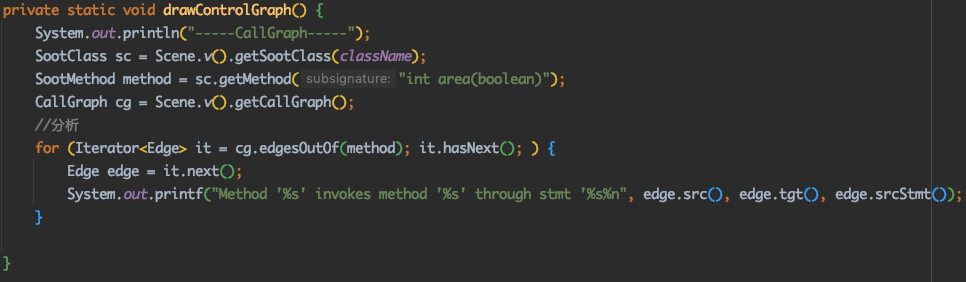 private static void drawControlGraph() {
System.out.println("-----CallGraph-----");
SootClass sc = Scene.v().getSootClass(className);
SootMethod method = sc.getMethod( subsignature: "int area(boolean)");
CallGraph cg = Scene.v().getCallGraph();
//分析
for (Iterator<Edge> it = cg.edgesOutOf(method); it.hasNext(); ) {
Edge edge = it.next();
System.out.printf("Method '%s' invokes method '%s' through stmt '%s%n", edge.src(), edge.tgt(), edge.srcStmt());
}
}